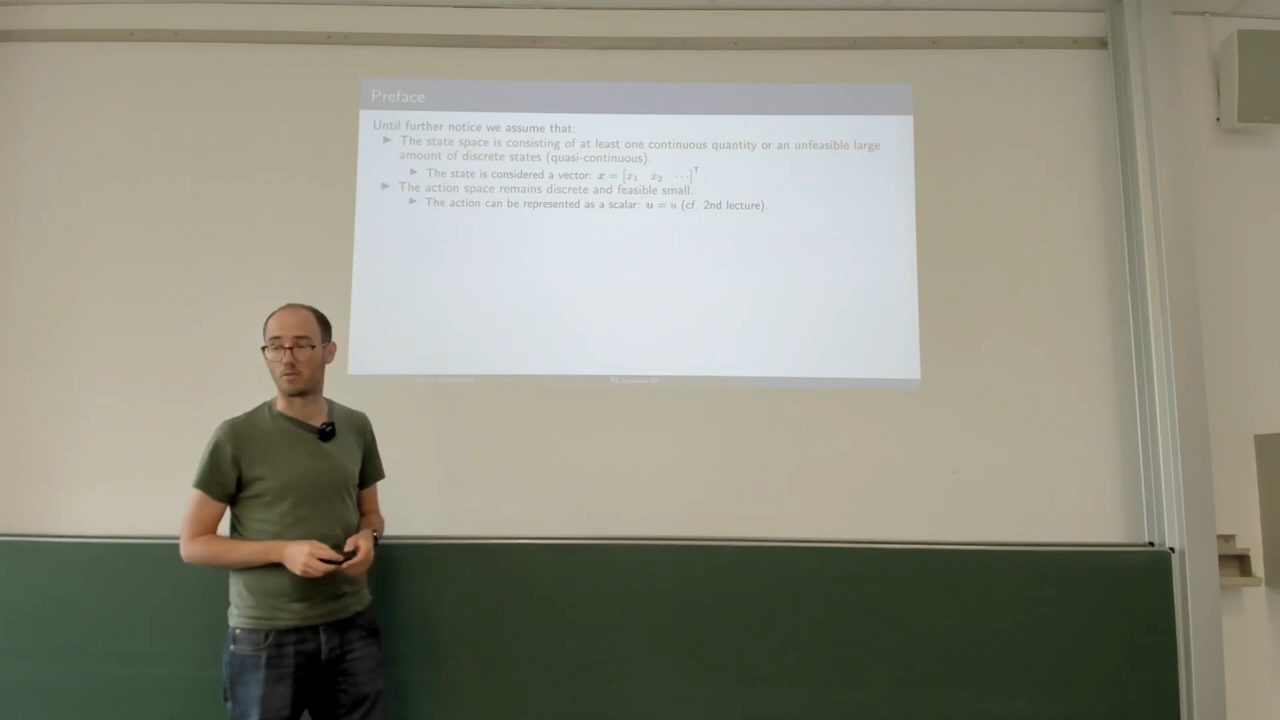 Preface
Until further notice we assume that:
▶ The state space is consisting of at least one continuous quantity or an unfeasible large
amount of discrete states (quasi-continuous).
▶ The state is considered a vector: x = [x₁ x₂ ⋯]ᵀ.
▶ The action space remains discrete and feasible small.
▶ The action can be represented as a scalar: u = u (cf. 2nd lecture).